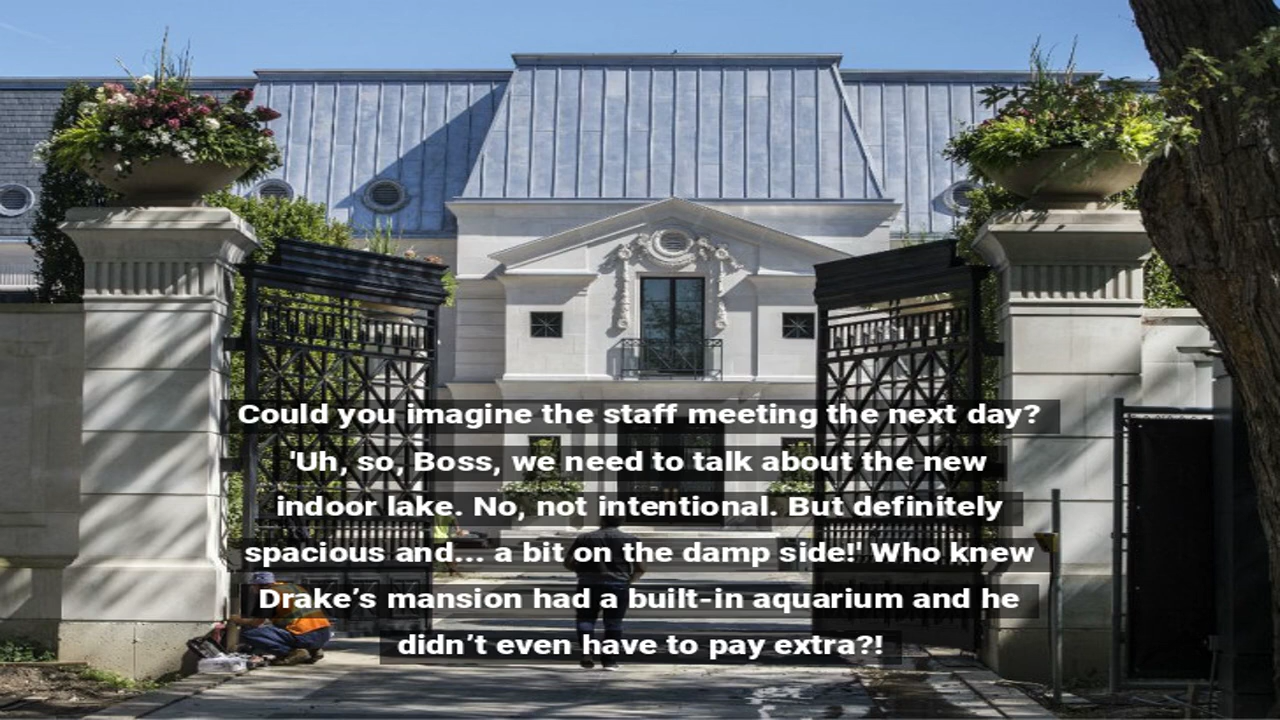 Could you imagine the staff meeting the next day?
'Uh, so, Boss, we need to talk about the new
indoor lake. No, not intentional. But definitely
spacious and... a bit on the damp side!' Who knew
Drake’s mansion had a built-in aquarium and he
didn’t even have to pay extra?!